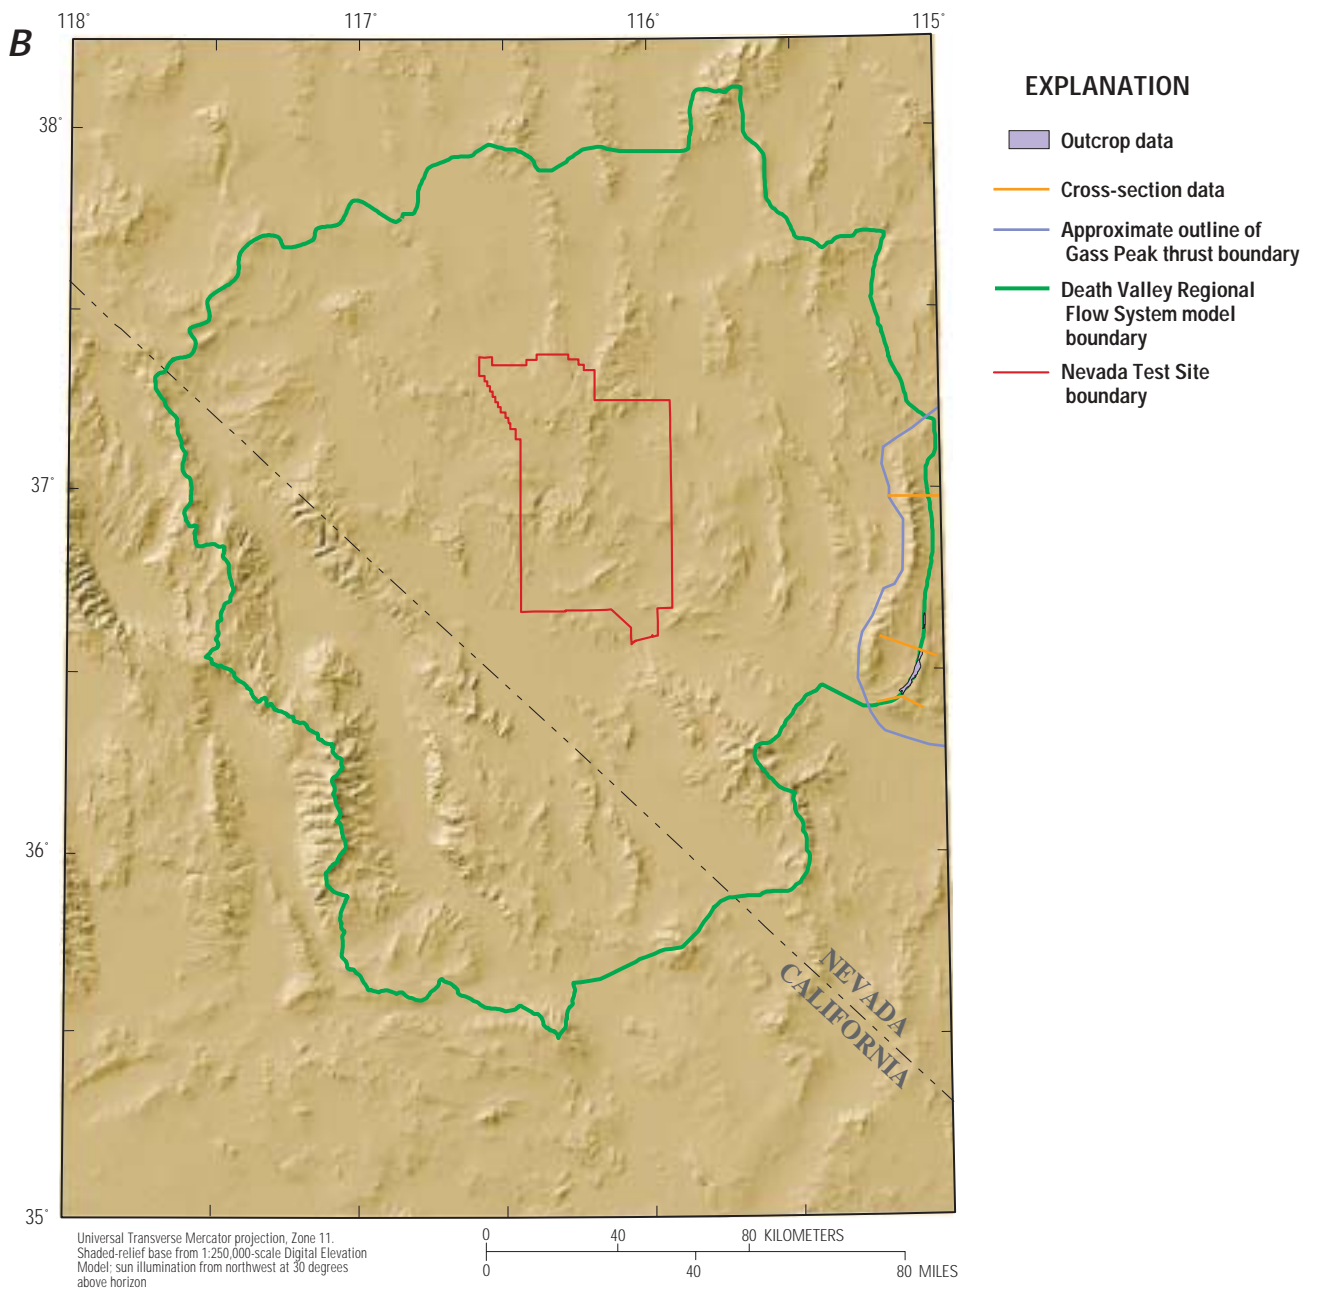 B
118°
117°
116°
115°
38°
37°
36°
35°
EXPLANATION
Outcrop data
Cross-section data
Approximate outline of
Gass Peak thrust boundary
Death Valley Regional
Flow System model
boundary
Nevada Test Site
boundary
NEVADA
CALIFORNIA
Universal Transverse Mercator projection, Zone 11.
Shaded-relief base from 1:250,000-scale Digital Elevation
Model; sun illumination from northwest at 30 degrees
above horizon
0 40 80 KILOMETERS
0 40 80 MILES